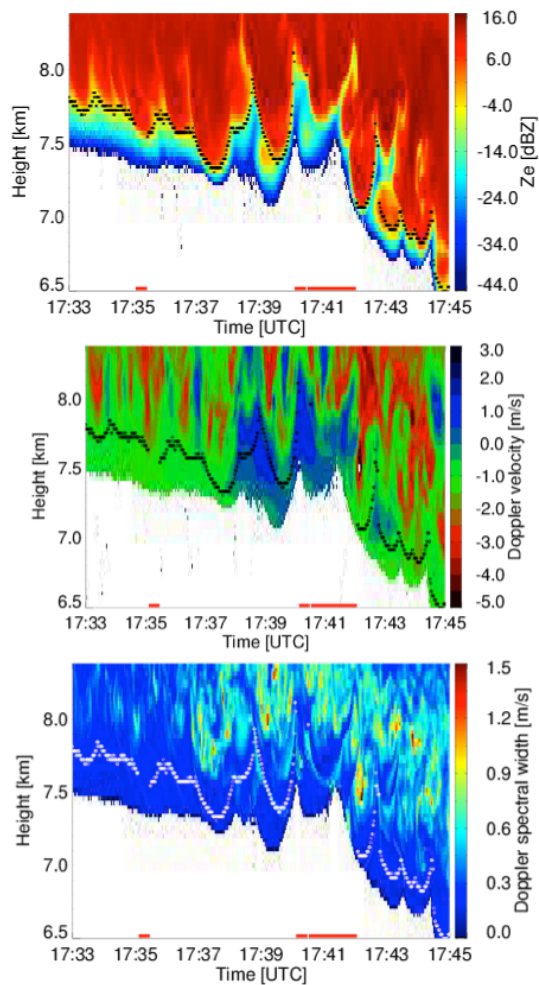 16.0
6.0
-4.0
-14.0
-24.0
-34.0
-44.0
Ze [dBZ]
8.0
7.5
7.0
6.5
Height [km]
17:33 17:35 17:37 17:39 17:41 17:43 17:45
Time [UTC]
3.0
2.0
1.0
0.0
-1.0
-2.0
-3.0
-4.0
-5.0
Doppler velocity [m/s]
8.0
7.5
7.0
6.5
Height [km]
17:33 17:35 17:37 17:39 17:41 17:43 17:45
Time [UTC]
1.5
1.2
0.9
0.6
0.3
0.0
Doppler spectral width [m/s]
8.0
7.5
7.0
6.5
Height [km]
17:33 17:35 17:37 17:39 17:41 17:43 17:45
Time [UTC]